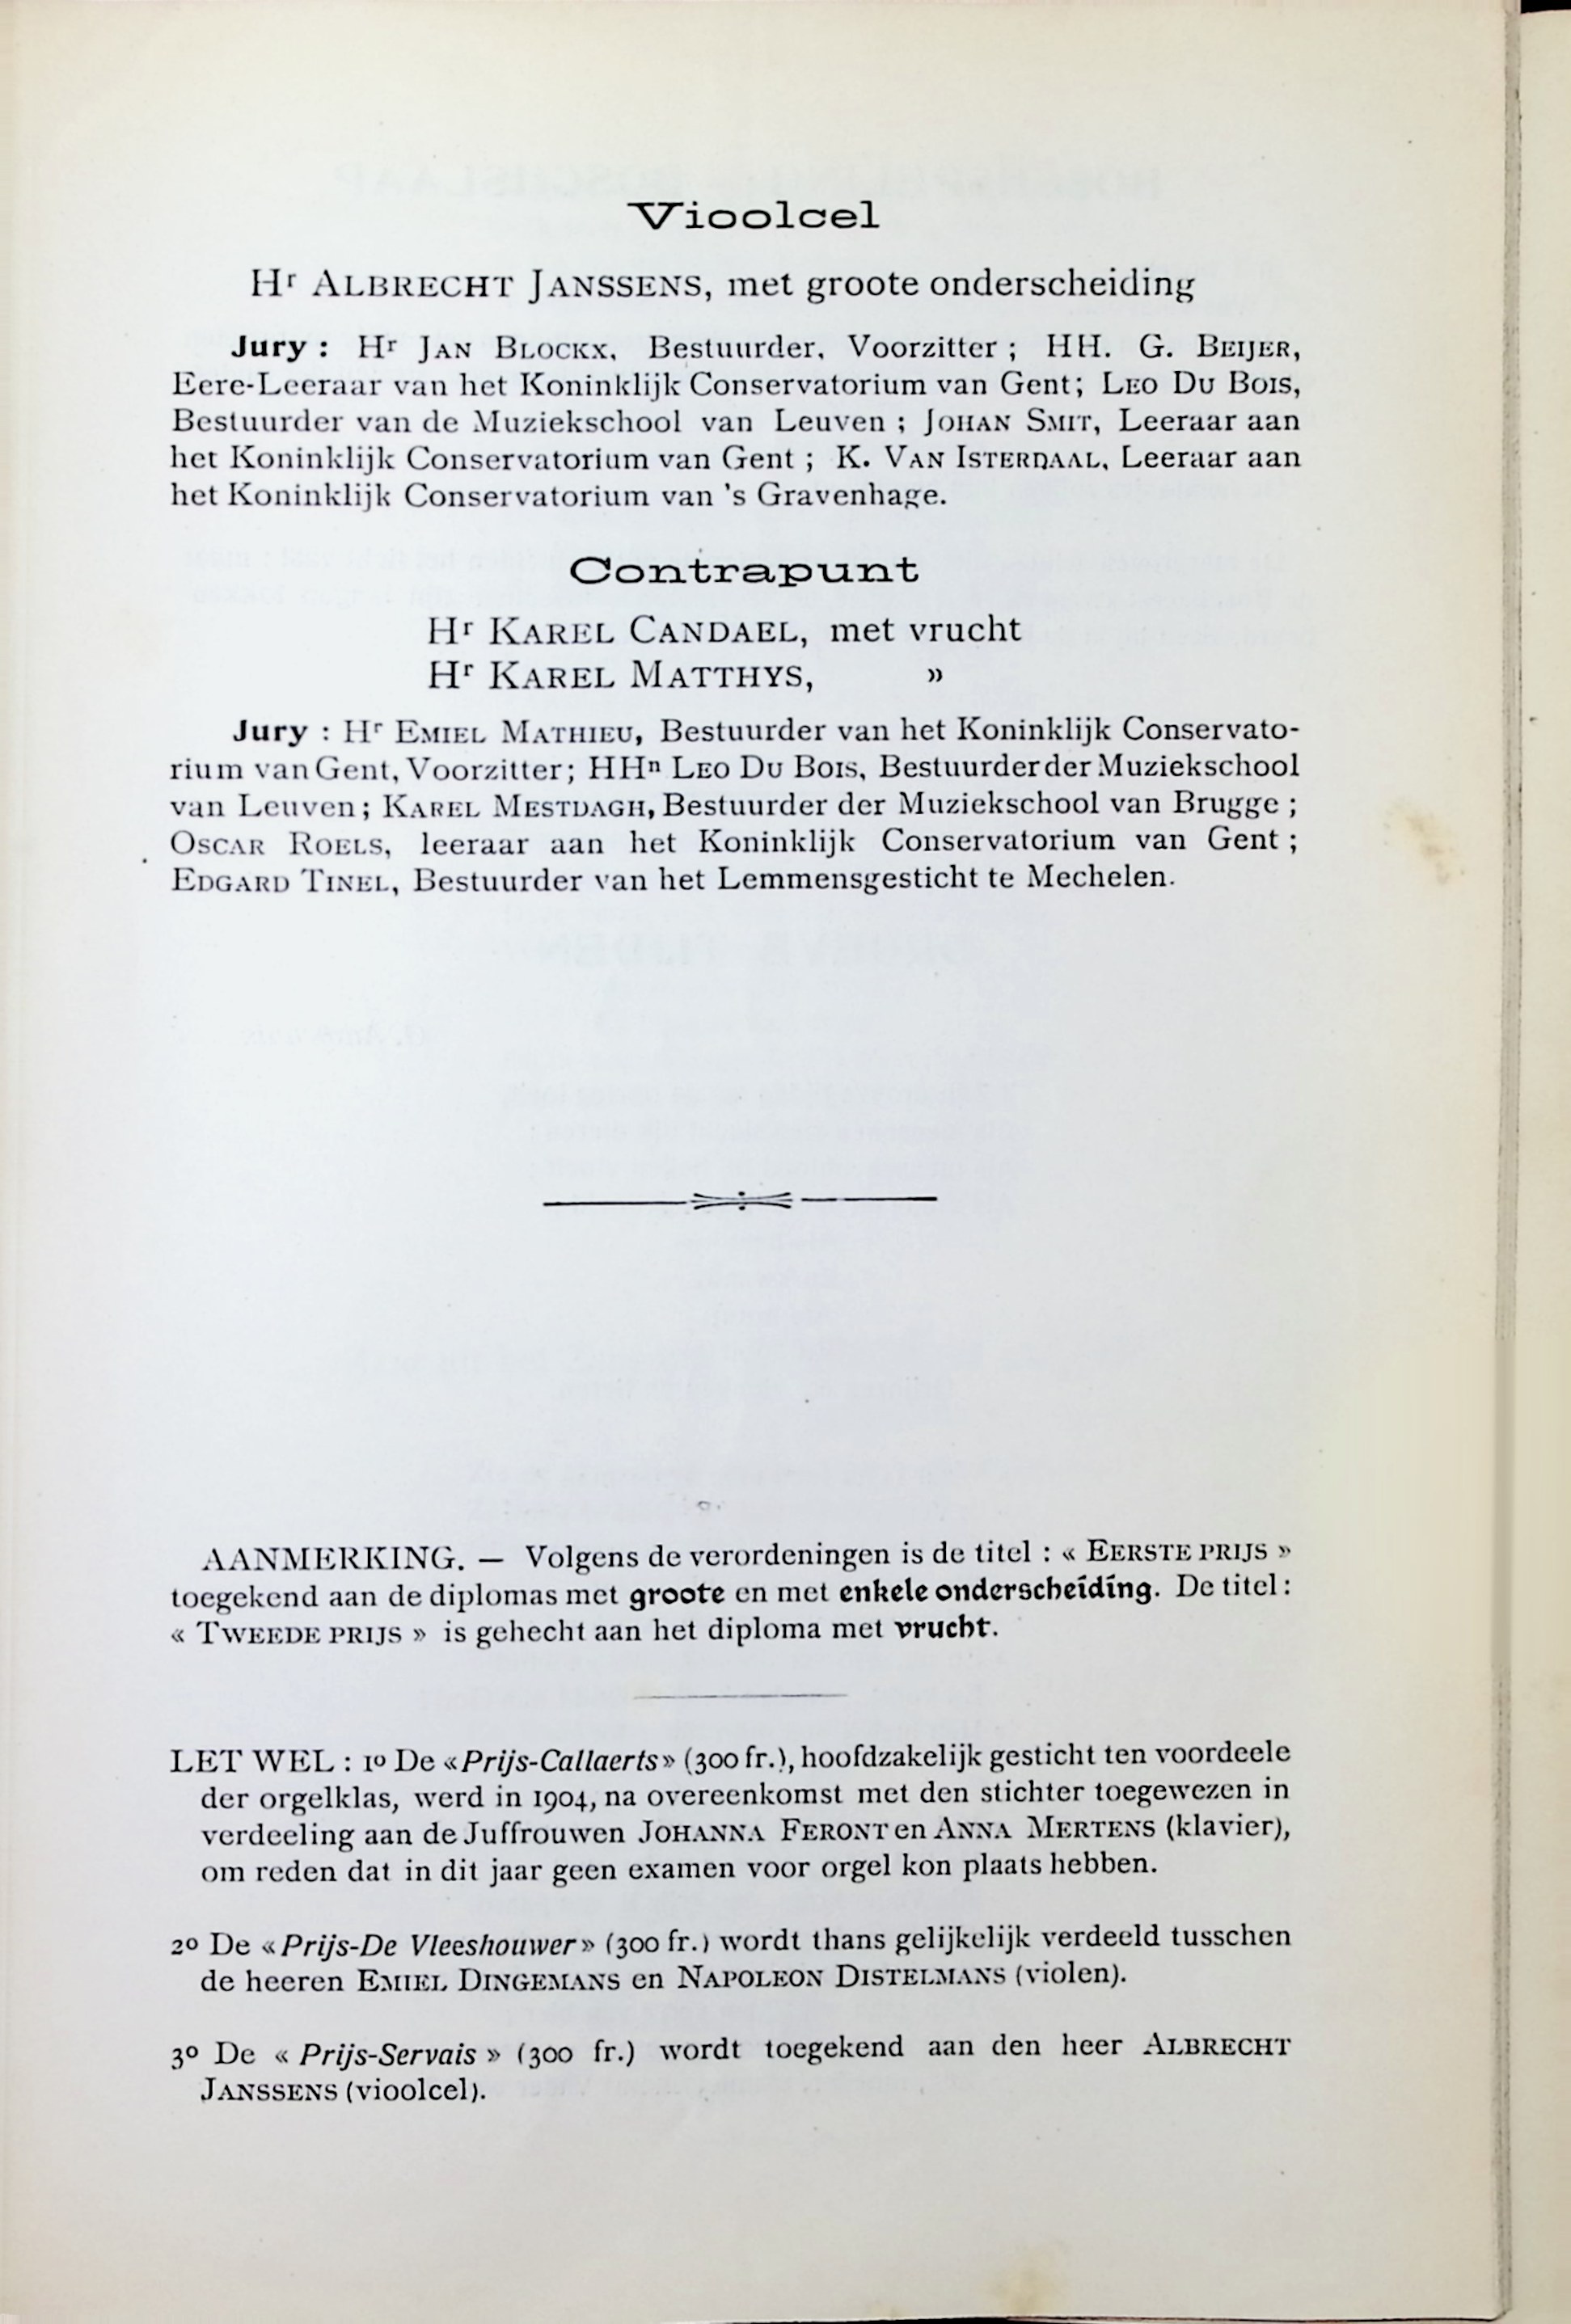 Vioolcel
Hr ALBRECHT JANSSENS, met groote onderscheiding
Jury : Hr JAN BLOCKX, Bestuurder, Voorzitter ; HH. G. BEIJER,
Eere-Leeraar van het Koninklijk Conservatorium van Gent; LEO DU BOIS,
Bestuurder van de Muziekschool van Leuven ; JOHAN SMIT, Leeraar aan
het Koninklijk Conservatorium van Gent ; K. VAN ISTERDAAL, Leeraar aan
het Koninklijk Conservatorium van 's Gravenhage.
Contrapunt
Hr KAREL CANDAEL, met vrucht
Hr KAREL MATTHYS, »
Jury : Hr EMIEL MATHIEU, Bestuurder van het Koninklijk Conservato-
rium van Gent, Voorzitter; HHn LEO DU BOIS, Bestuurder der Muziekschool
van Leuven; KAREL MESTDAGH, Bestuurder der Muziekschool van Brugge ;
OSCAR ROELS, leeraar aan het Koninklijk Conservatorium van Gent ;
EDGARD TINEL, Bestuurder van het Lemmensgesticht te Mechelen.
AANMERKING. — Volgens de verordeningen is de titel : « EERSTE PRIJS »
toegekend aan de diplomas met groote en met enkele onderscheiding. De titel :
« TWEEDE PRIJS » is gehecht aan het diploma met vrucht.
LET WEL : 1o De «Prijs-Callaerts» (300 fr.), hoofdzakelijk gesticht ten voordeele
der orgelklas, werd in 1904, na overeenkomst met den stichter toegewezen in
verdeeling aan de Juffrouwen JOHANNA FERONT en ANNA MERTENS (klavier),
om reden dat in dit jaar geen examen voor orgel kon plaats hebben.
2o De «Prijs-De Vleeshouwer» (300 fr.) wordt thans gelijkelijk verdeeld tusschen
de heeren EMIEL DINGEMANS en NAPOLEON DISTELMANS (violen).
3o De « Prijs-Servais » (300 fr.) wordt toegekend aan den heer ALBRECHT
JANSSENS (vioolcel).